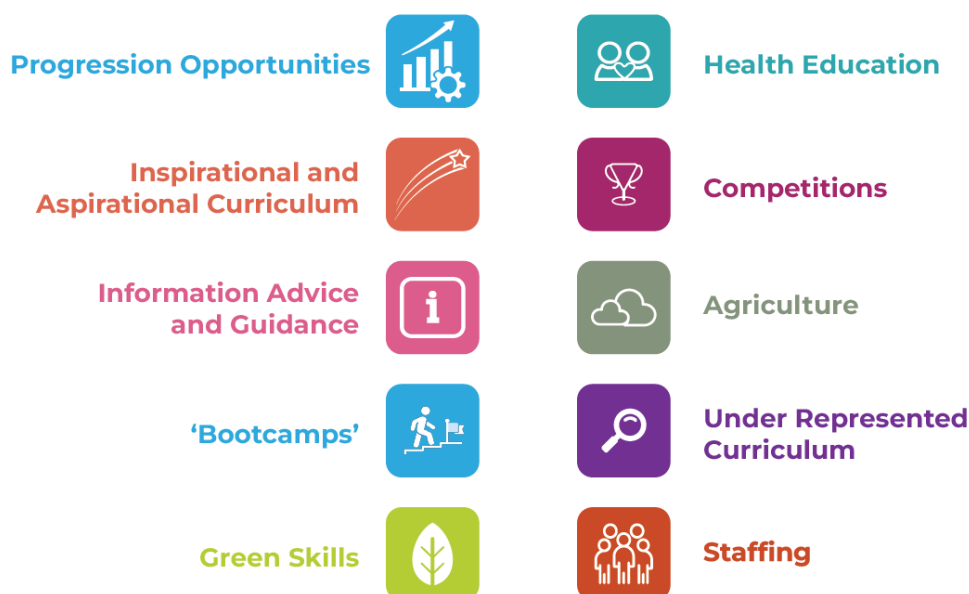 Progression Opportunities
Health Education
Inspirational and
Aspirational Curriculum
Competitions
Information Advice
and Guidance
Agriculture
‘Bootcamps’
Under Represented
Curriculum
Green Skills
Staffing